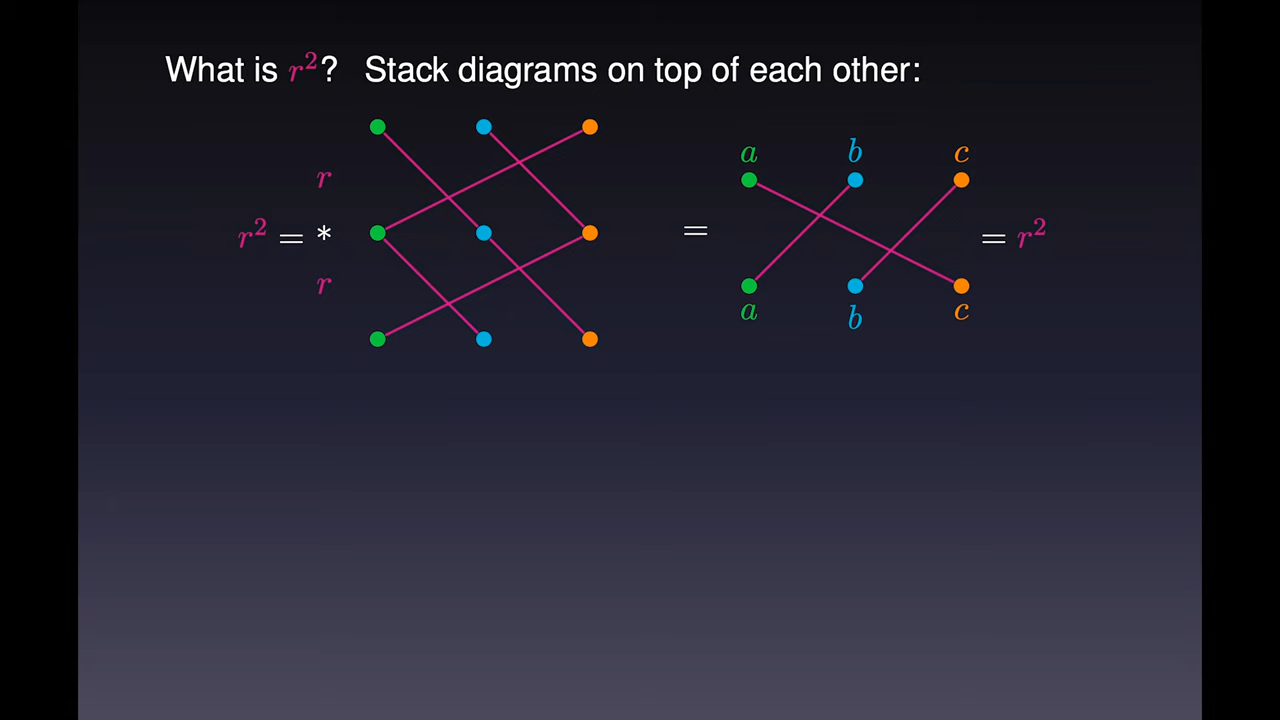 What is r² ? Stack diagrams on top of each other:
a b c
r
r² = * = = r²
r
a b c